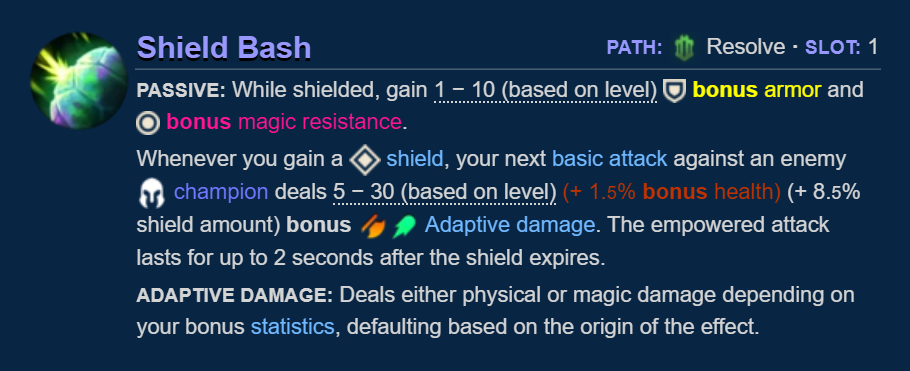 Shield Bash PATH: Resolve · SLOT: 1
PASSIVE: While shielded, gain 1 − 10 (based on level) bonus armor and
bonus magic resistance.
Whenever you gain a shield, your next basic attack against an enemy
champion deals 5 − 30 (based on level) (+ 1.5% bonus health) (+ 8.5%
shield amount) bonus Adaptive damage. The empowered attack
lasts for up to 2 seconds after the shield expires.
ADAPTIVE DAMAGE: Deals either physical or magic damage depending on
your bonus statistics, defaulting based on the origin of the effect.